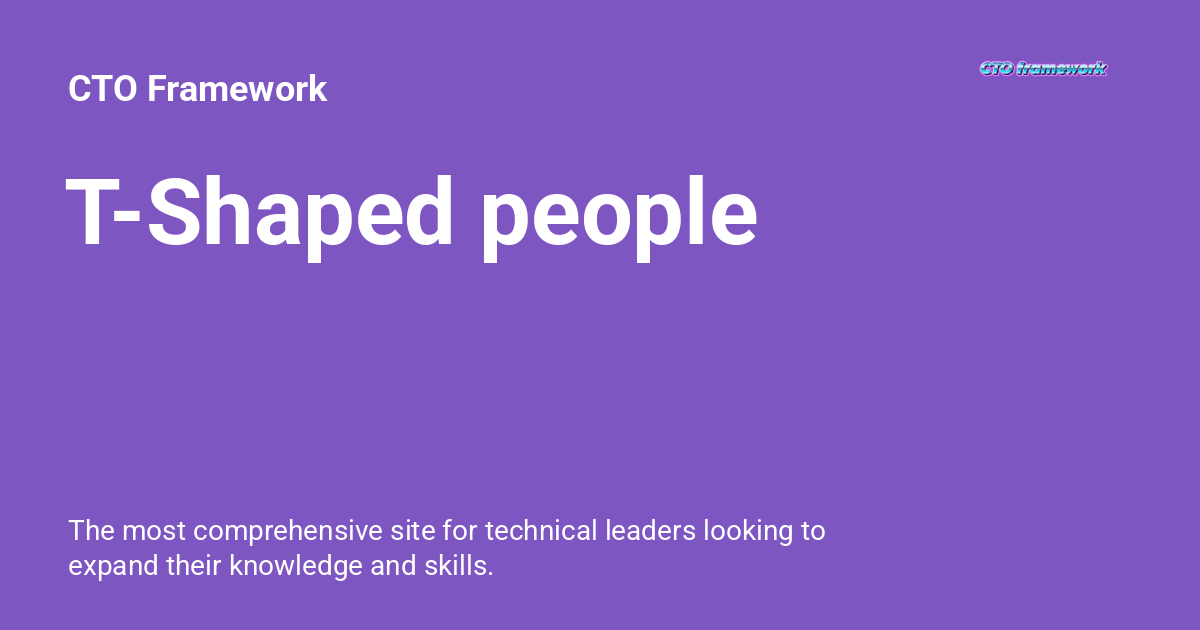 CTO Framework
CTO framework
T-Shaped people
The most comprehensive site for technical leaders looking to
expand their knowledge and skills.